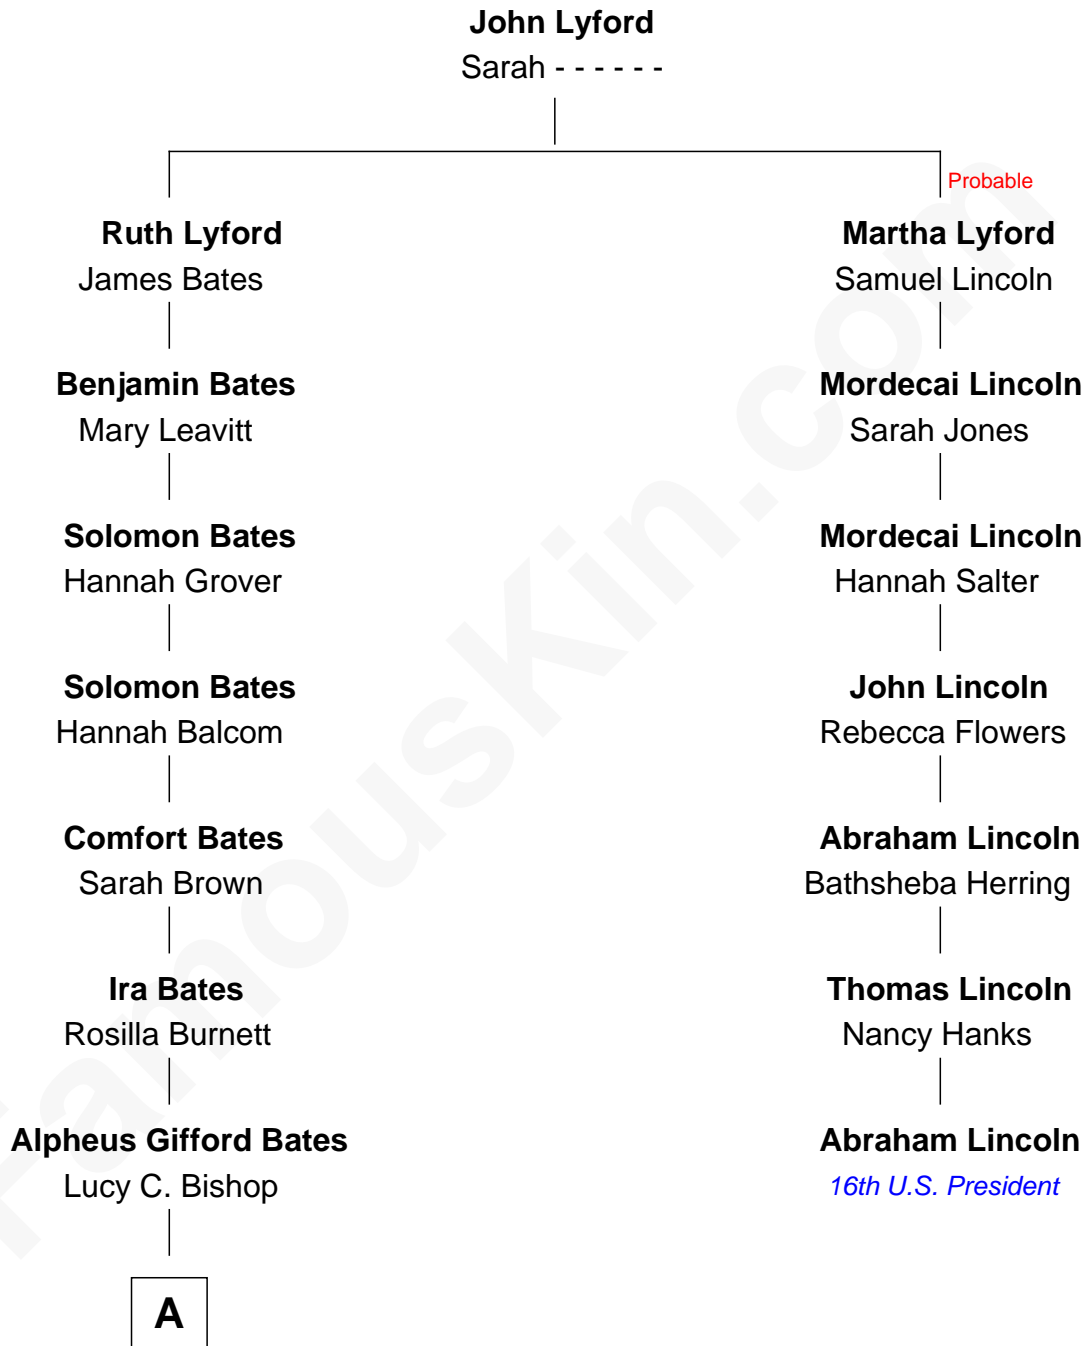 John Lyford
Sarah - - - - - -
Probable
Ruth Lyford
James Bates
Martha Lyford
Samuel Lincoln
Benjamin Bates
Mary Leavitt
Mordecai Lincoln
Sarah Jones
Solomon Bates
Hannah Grover
Mordecai Lincoln
Hannah Salter
Solomon Bates
Hannah Balcom
John Lincoln
Rebecca Flowers
Comfort Bates
Sarah Brown
Abraham Lincoln
Bathsheba Herring
Ira Bates
Rosilla Burnett
Thomas Lincoln
Nancy Hanks
Alpheus Gifford Bates
Lucy C. Bishop
Abraham Lincoln
16th U.S. President
A
FamousKin.com